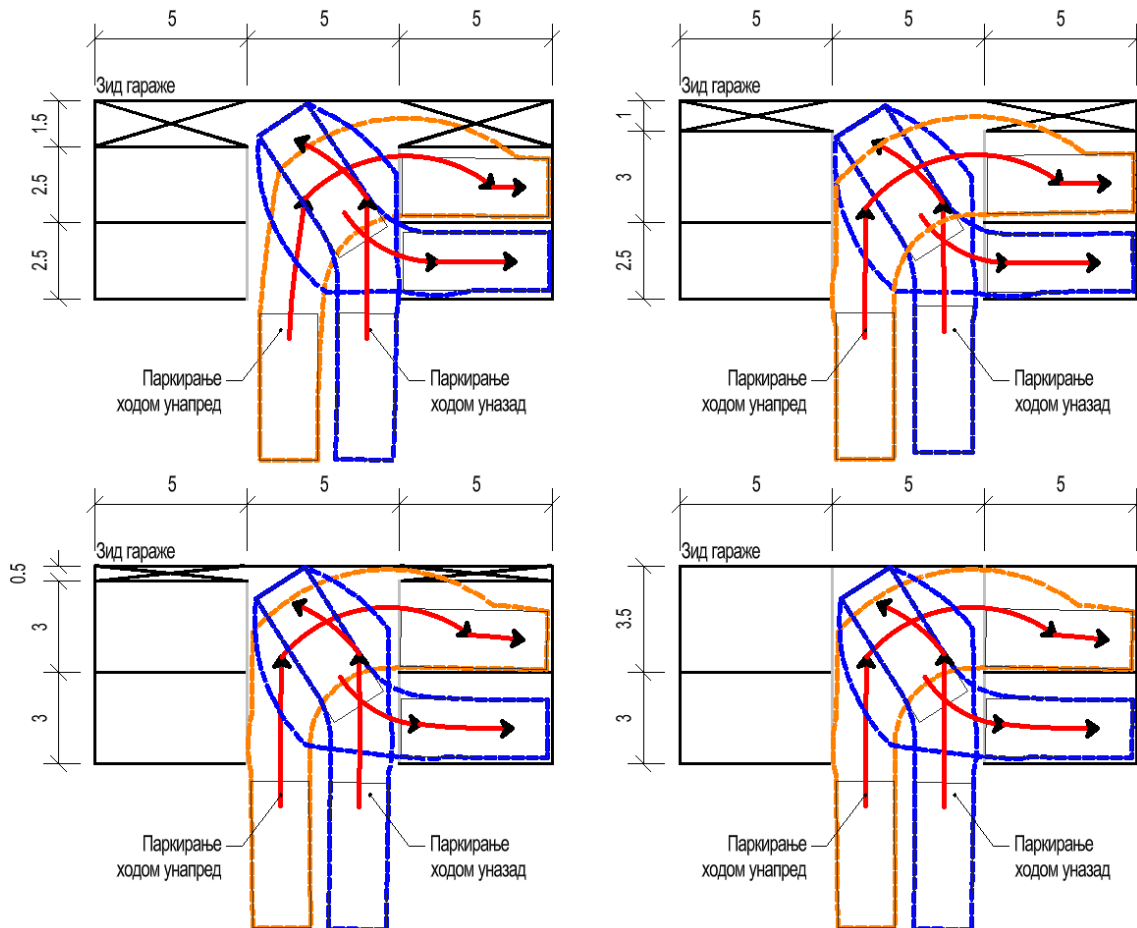 5 5 5
Зид гараже
1.5
2.5
2.5
Паркирање
ходом унапред
Паркирање
ходом уназад
5 5 5
Зид гараже
1
3
2.5
Паркирање
ходом унапред
Паркирање
ходом уназад
5 5 5
Зид гараже
0.5
3
3
Паркирање
ходом унапред
Паркирање
ходом уназад
5 5 5
Зид гараже
3.5
3
Паркирање
ходом унапред
Паркирање
ходом уназад